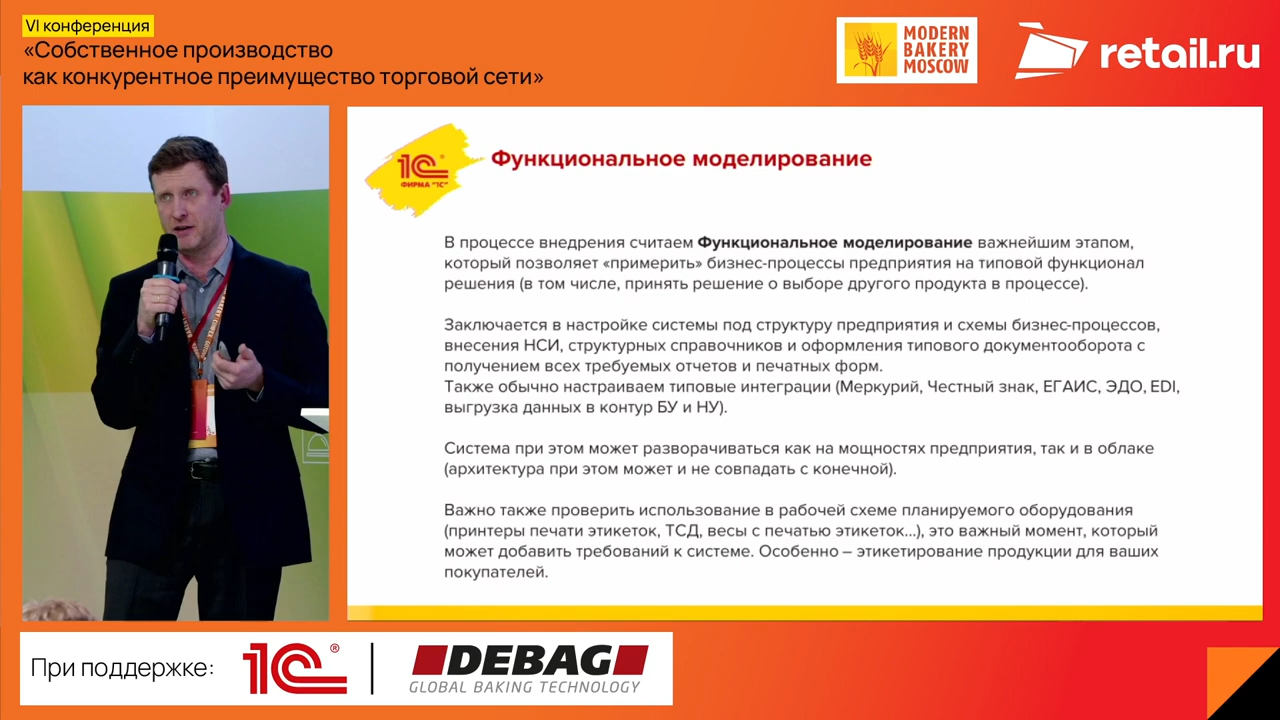 VI конференция
«Собственное производство
как конкурентное преимущество торговой сети»
MODERN
BAKERY
MOSCOW
retail.ru
1С
ФИРМА "1С"
Функциональное моделирование
В процессе внедрения считаем Функциональное моделирование важнейшим этапом,
который позволяет «примерить» бизнес-процессы предприятия на типовой функционал
решения (в том числе, принять решение о выборе другого продукта в процессе).
Заключается в настройке системы под структуру предприятия и схемы бизнес-процессов,
внесения НСИ, структурных справочников и оформления типового документооборота с
получением всех требуемых отчетов и печатных форм.
Также обычно настраиваем типовые интеграции (Меркурий, Честный знак, ЕГАИС, ЭДО, EDI,
выгрузка данных в контур БУ и НУ).
Система при этом может разворачиваться как на мощностях предприятия, так и в облаке
(архитектура при этом может и не совпадать с конечной).
Важно также проверить использование в рабочей схеме планируемого оборудования
(принтеры печати этикеток, ТСД, весы с печатью этикеток...), это важный момент, который
может добавить требований к системе. Особенно – этикетирование продукции для ваших
покупателей.
При поддержке:
1С®
DEBAG
GLOBAL BAKING TECHNOLOGY